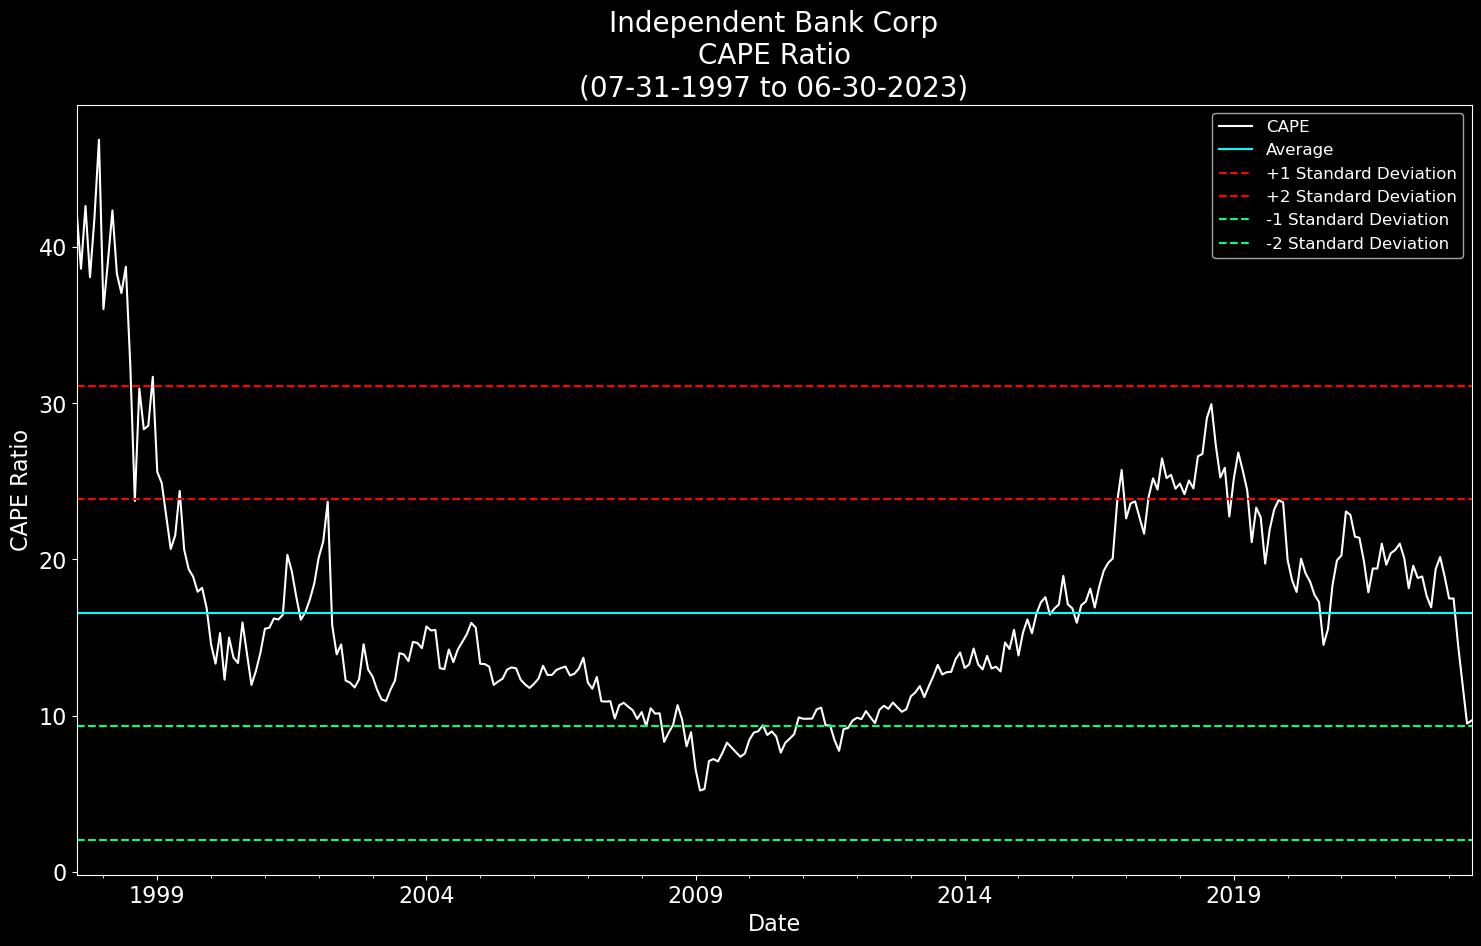 Independent Bank Corp
CAPE Ratio
(07-31-1997 to 06-30-2023)
CAPE
Average
+1 Standard Deviation
+2 Standard Deviation
-1 Standard Deviation
-2 Standard Deviation
CAPE Ratio
40
30
20
10
0
1999
2004
2009
2014
2019
Date